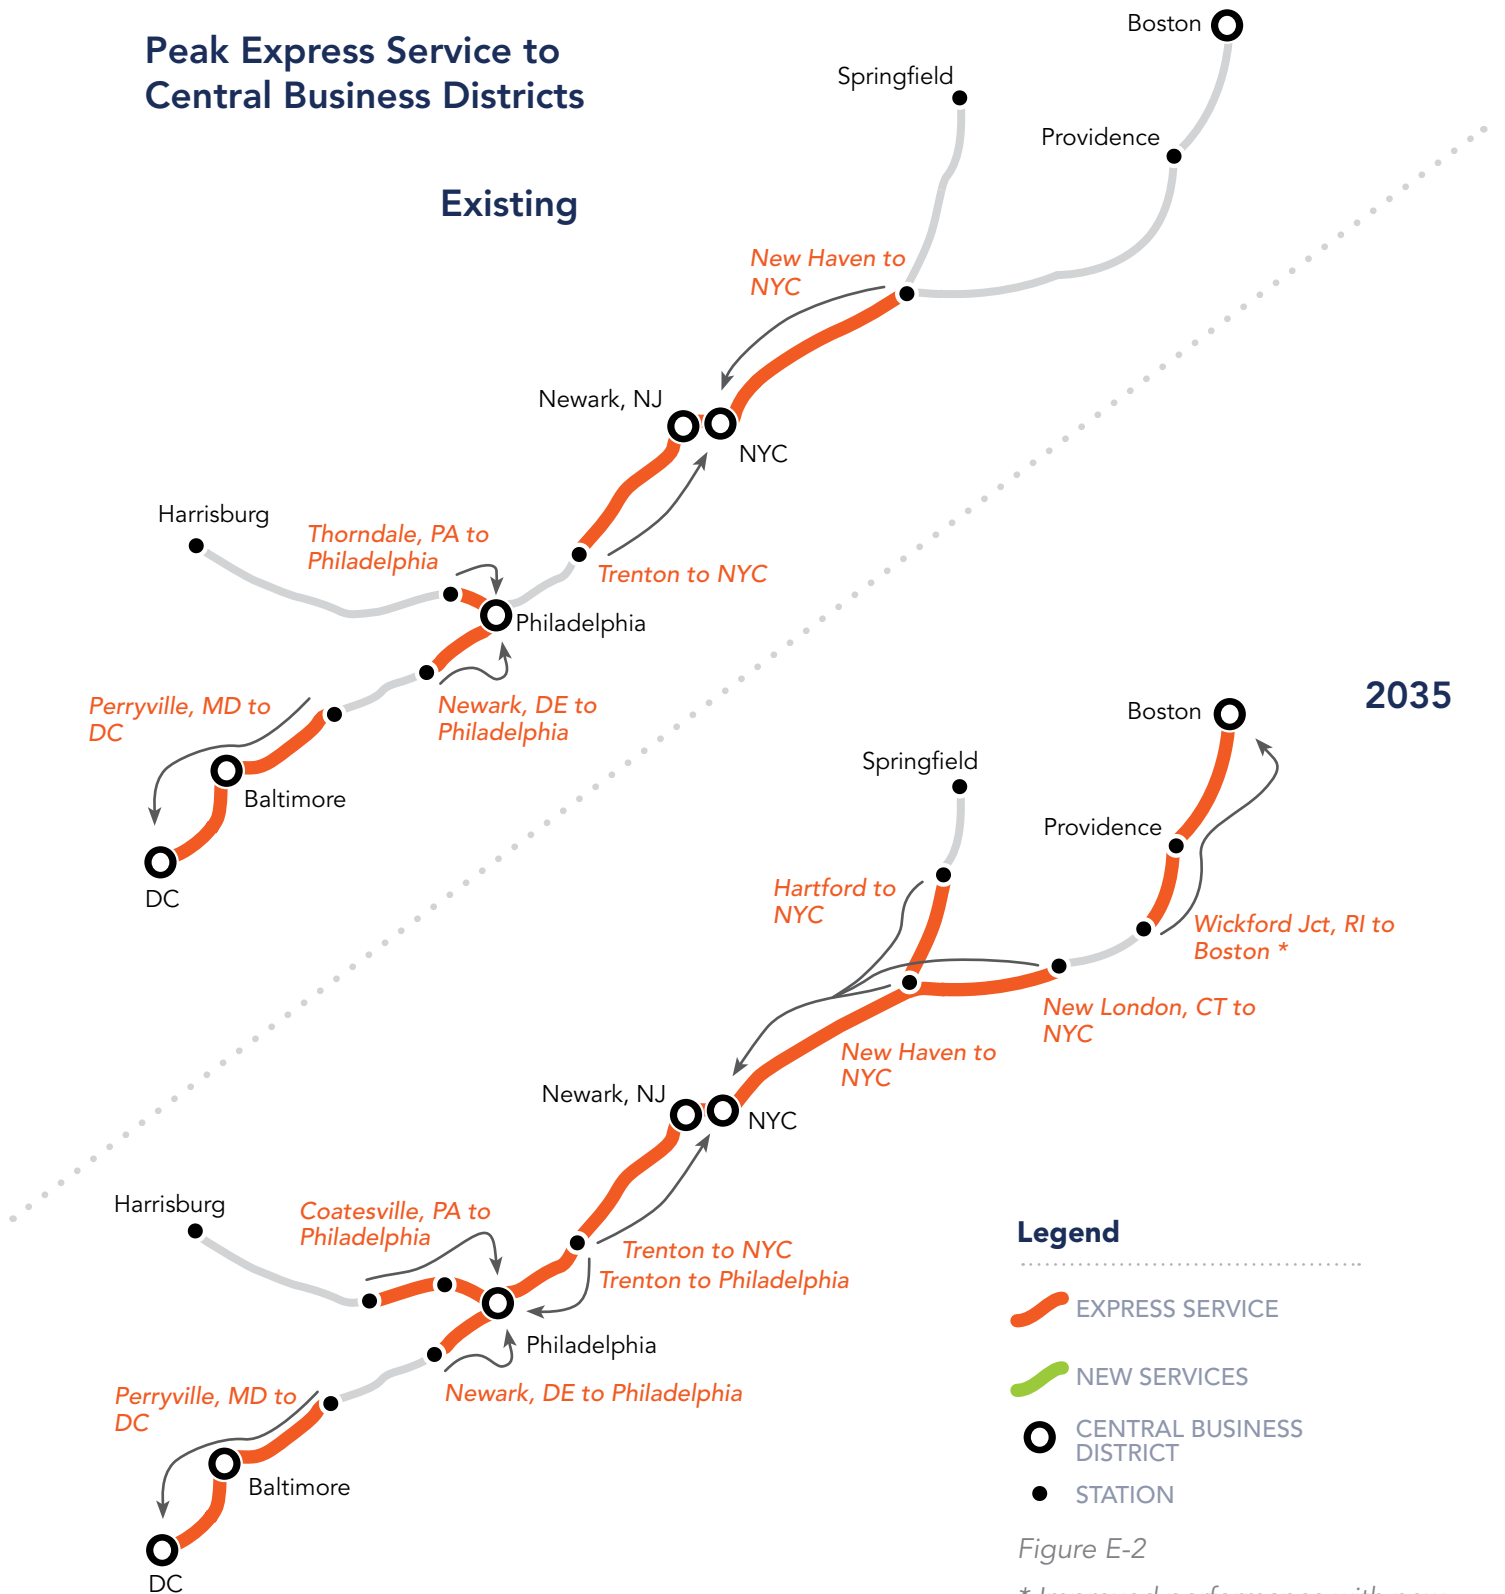 Peak Express Service to
Central Business Districts
Existing
Boston
Springfield
Providence
New Haven to
NYC
Newark, NJ
NYC
Harrisburg
Thorndale, PA to
Philadelphia
Trenton to NYC
Philadelphia
Perryville, MD to
DC
Newark, DE to
Philadelphia
Baltimore
DC
2035
Boston
Springfield
Providence
Hartford to
NYC
Wickford Jct, RI to
Boston *
New London, CT to
NYC
New Haven to
NYC
Newark, NJ
NYC
Harrisburg
Coatesville, PA to
Philadelphia
Trenton to NYC
Trenton to Philadelphia
Philadelphia
Newark, DE to Philadelphia
Perryville, MD to
DC
Baltimore
DC
Legend
EXPRESS SERVICE
NEW SERVICES
CENTRAL BUSINESS
DISTRICT
STATION
Figure E-2
* Improved performance with new